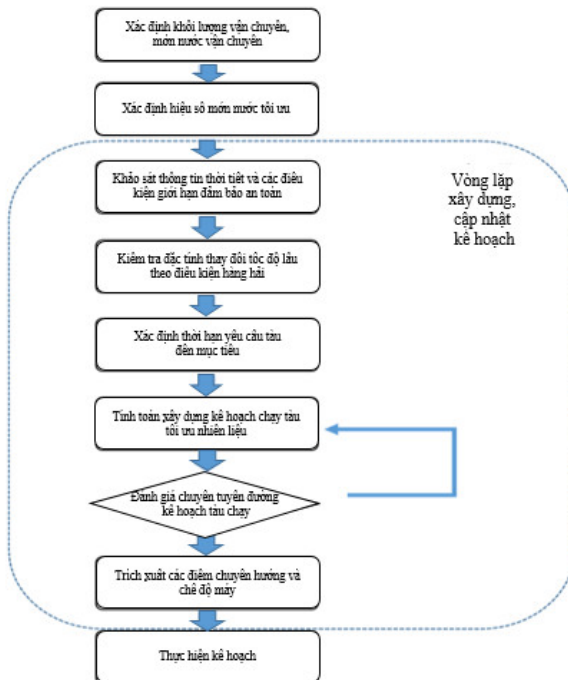 Xác định khối lượng vận chuyển,
mớn nước vận chuyển
Xác định hiệu số mớn nước tối ưu
Khảo sát thông tin thời tiết và các điều
kiện giới hạn đảm bảo an toàn
Vòng lặp
xây dựng,
cập nhật
kế hoạch
Kiểm tra đặc tính thay đổi tốc độ tàu
theo điều kiện hàng hải
Xác định thời hạn yêu cầu tàu
đến mục tiêu
Tính toán xây dựng kế hoạch chạy tàu
tối ưu nhiên liệu
Đánh giá chuyên tuyến đường
kế hoạch tàu chạy
Trích xuất các điểm chuyển hướng và
chế độ máy
Thực hiện kế hoạch